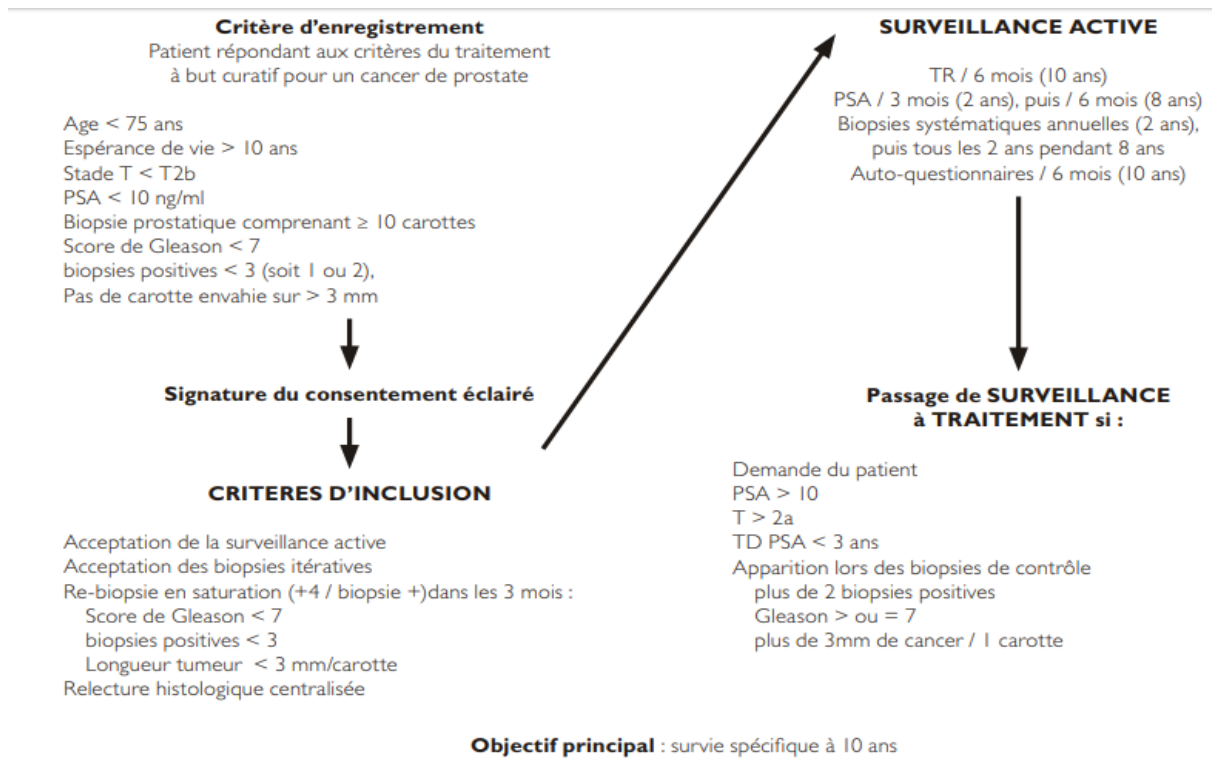 Critère d'enregistrement
Patient répondant aux critères du traitement
à but curatif pour un cancer de prostate
Age < 75 ans
Espérance de vie > 10 ans
Stade T < T2b
PSA < 10 ng/ml
Biopsie prostatique comprenant ≥ 10 carottes
Score de Gleason < 7
biopsies positives < 3 (soit 1 ou 2),
Pas de carotte envahie sur > 3 mm
Signature du consentement éclairé
CRITERES D'INCLUSION
Acceptation de la surveillance active
Acceptation des biopsies itératives
Re-biopsie en saturation (+4 / biopsie +)dans les 3 mois :
Score de Gleason < 7
biopsies positives < 3
Longueur tumeur < 3 mm/carotte
Relecture histologique centralisée
SURVEILLANCE ACTIVE
TR / 6 mois (10 ans)
PSA / 3 mois (2 ans), puis / 6 mois (8 ans)
Biopsies systématiques annuelles (2 ans),
puis tous les 2 ans pendant 8 ans
Auto-questionnaires / 6 mois (10 ans)
Passage de SURVEILLANCE
à TRAITEMENT si :
Demande du patient
PSA > 10
T > 2a
TD PSA < 3 ans
Apparition lors des biopsies de contrôle
plus de 2 biopsies positives
Gleason > ou = 7
plus de 3mm de cancer / 1 carotte
Objectif principal : survie spécifique à 10 ans